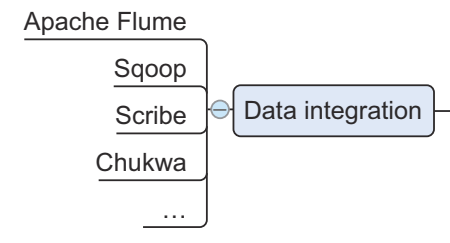 Apache Flume
Sqoop
Scribe
Chukwa
…
Data integration